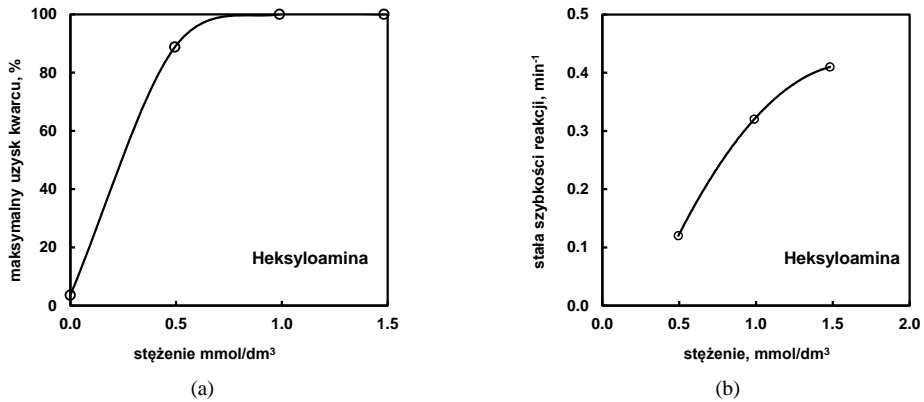 maksymalny uzysk kwarcu, %
100
80
60
40
20
0
0.0 0.5 1.0 1.5
stężenie mmol/dm³
Heksyloamina
(a)
stała szybkości reakcji, min⁻¹
0.5
0.4
0.3
0.2
0.1
0.0
0.0 0.5 1.0 1.5 2.0
stężenie, mmol/dm³
Heksyloamina
(b)